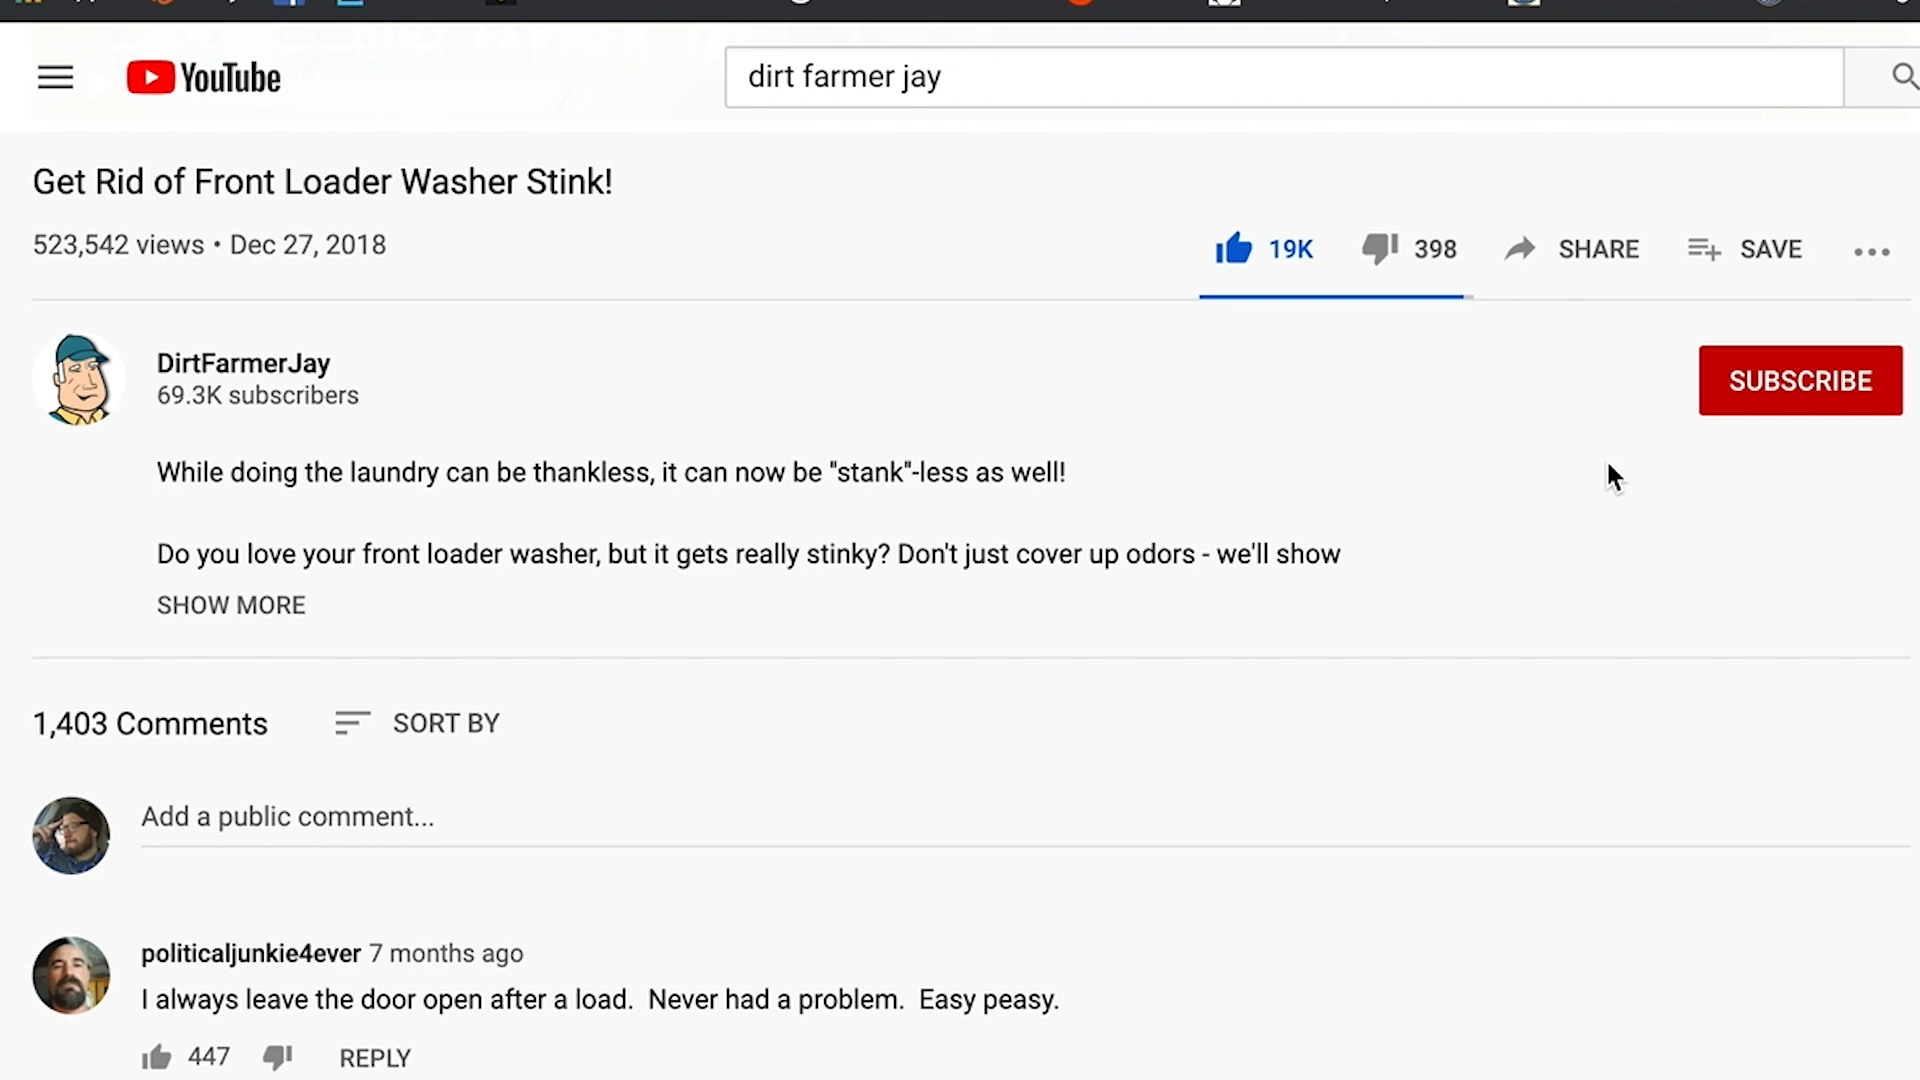 YouTube
dirt farmer jay
Get Rid of Front Loader Washer Stink!
523,542 views • Dec 27, 2018
19K 398 SHARE SAVE
DirtFarmerJay
69.3K subscribers
SUBSCRIBE
While doing the laundry can be thankless, it can now be "stank"-less as well!
Do you love your front loader washer, but it gets really stinky? Don't just cover up odors - we'll show
SHOW MORE
1,403 Comments SORT BY
Add a public comment...
politicaljunkie4ever 7 months ago
I always leave the door open after a load. Never had a problem. Easy peasy.
447 REPLY